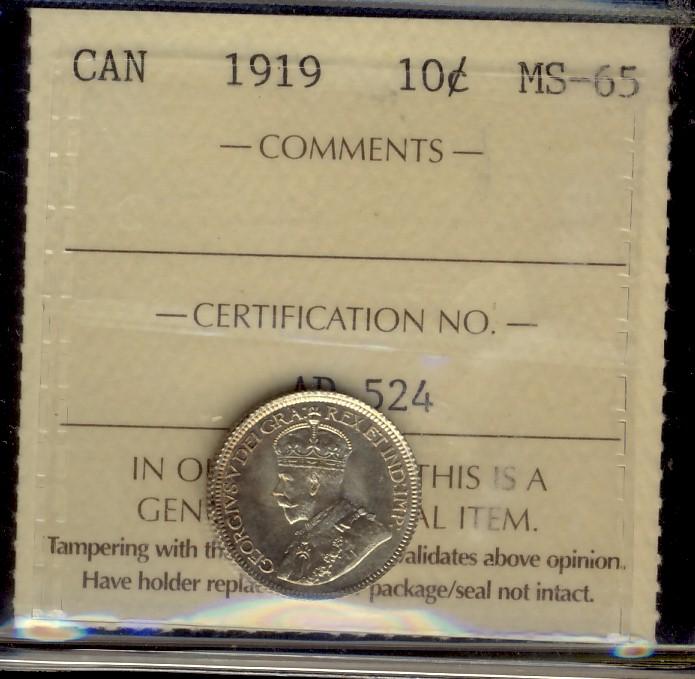 CAN 1919 10¢ MS-65
— COMMENTS —
— CERTIFICATION NO. —
524
IN THIS IS A
ITEM.
Tampering with above opinion.
Have holder package/seal not intact.
GEORGIVS V DEI GRA: REX ET IND: IMP: